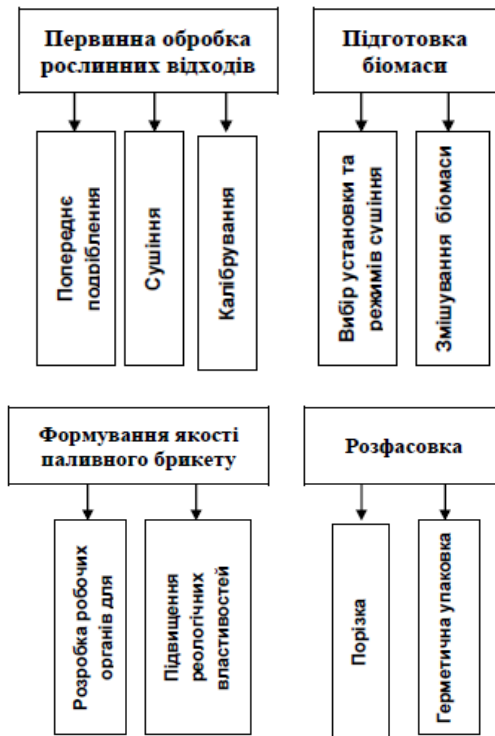 Первинна обробка
рослинних відходів
Підготовка
біомаси
Попереднє
подріблення
Сушіння
Калібрування
Вибір установки та
режимів сушіння
Змішування біомаси
Формування якості
паливного брикету
Розфасовка
Розробка робочих
органів для
Підвищення
реологічних
властивостей
Порізка
Герметична упаковка